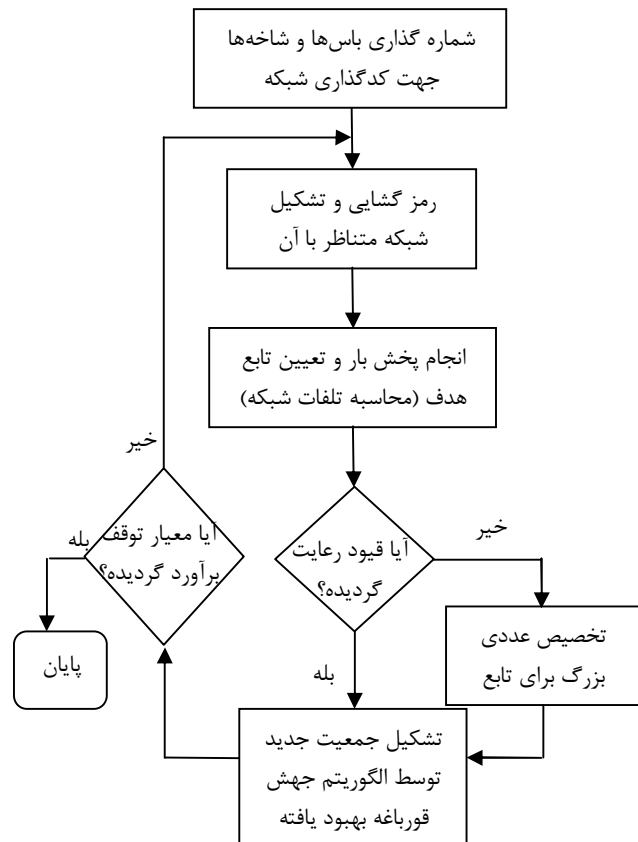 شماره گذاری باس‌ها و شاخه‌ها
جهت کدگذاری شبکه
رمز گشایی و تشکیل
شبکه متناظر با آن
انجام پخش بار و تعیین تابع
هدف (محاسبه تلفات شبکه)
آیا قیود رعایت
گردیده؟
خیر
تخصیص عددی
بزرگ برای تابع
بله
تشکیل جمعیت جدید
توسط الگوریتم جهش
قورباغه بهبود یافته
آیا معیار توقف
برآورد گردیده؟
خیر
بله
پایان